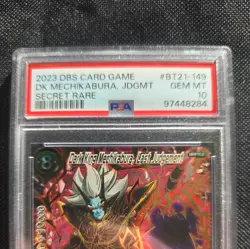 2023 DBS CARD GAME #BT21-149
DK MECHIKABURA, JDGMT GEM MT
SECRET RARE 10
PSA 97448284
Dark King Mechikabura, Last Judgement